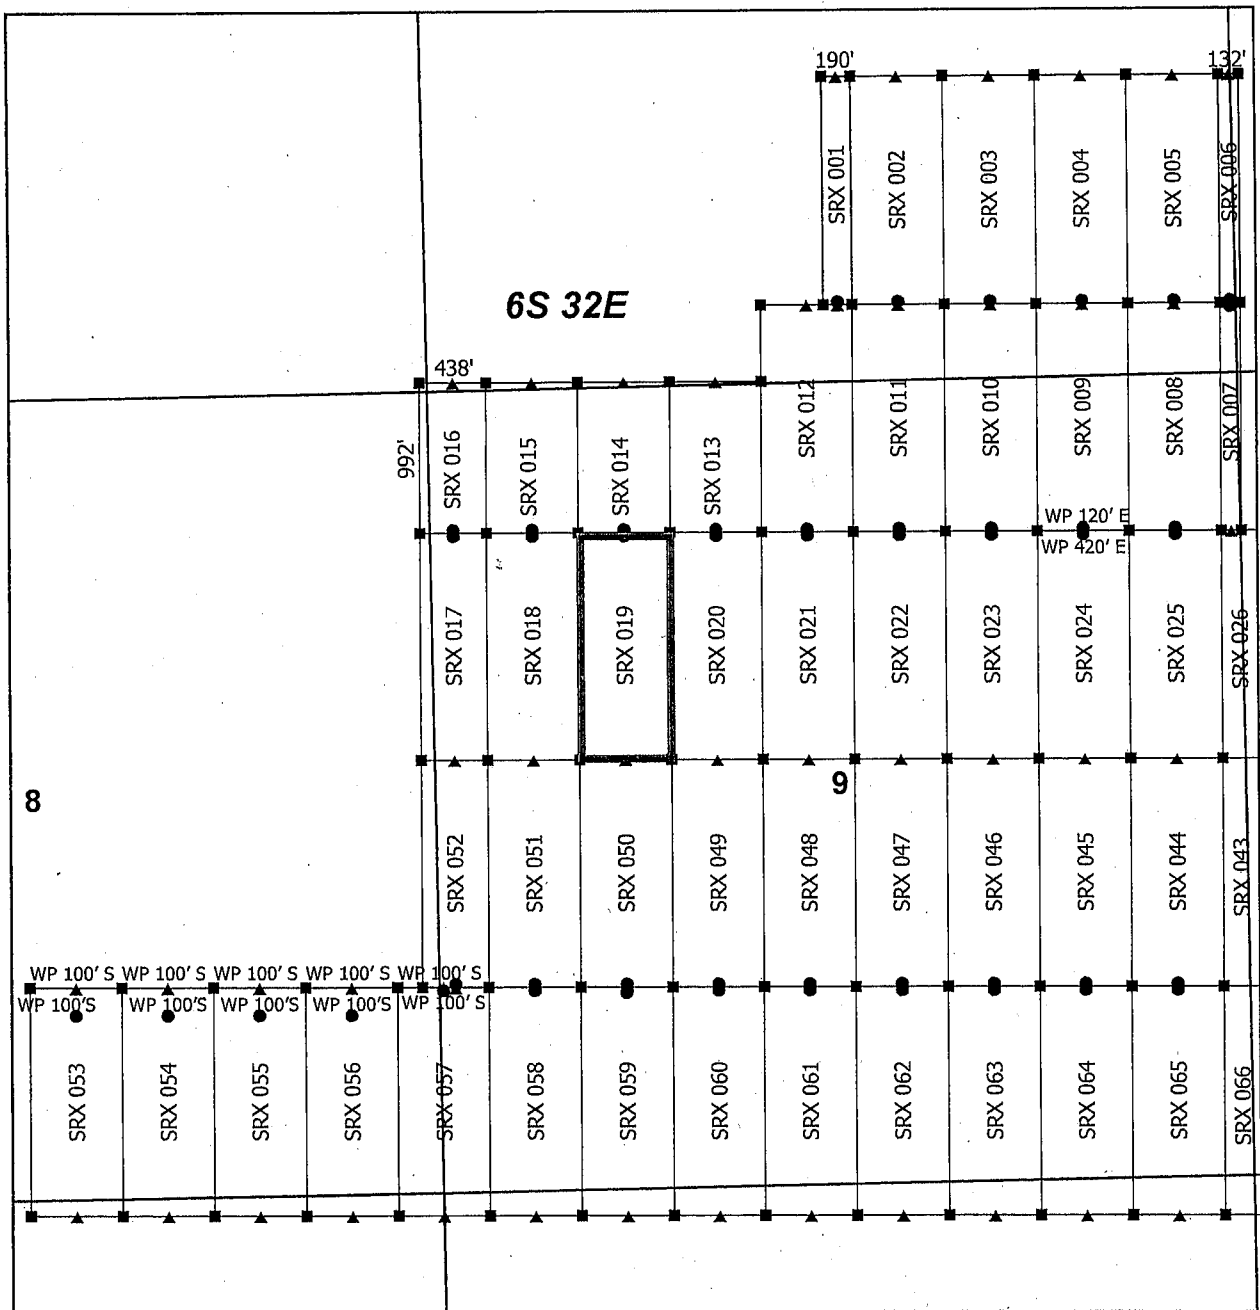 190'
132'
SRX 001
SRX 002
SRX 003
SRX 004
SRX 005
SRX 006
6S 32E
438'
992'
SRX 016
SRX 015
SRX 014
SRX 013
SRX 012
SRX 011
SRX 010
SRX 009
SRX 008
SRX 007
WP 120' E
WP 420' E
SRX 017
SRX 018
SRX 019
SRX 020
SRX 021
SRX 022
SRX 023
SRX 024
SRX 025
SRX 026
8
9
SRX 052
SRX 051
SRX 050
SRX 049
SRX 048
SRX 047
SRX 046
SRX 045
SRX 044
SRX 043
WP 100' S
WP 100' S
WP 100' S
WP 100' S
WP 100' S
WP 100'S
WP 100'S
WP 100'S
WP 100'S
WP 100' S
SRX 053
SRX 054
SRX 055
SRX 056
SRX 057
SRX 058
SRX 059
SRX 060
SRX 061
SRX 062
SRX 063
SRX 064
SRX 065
SRX 066